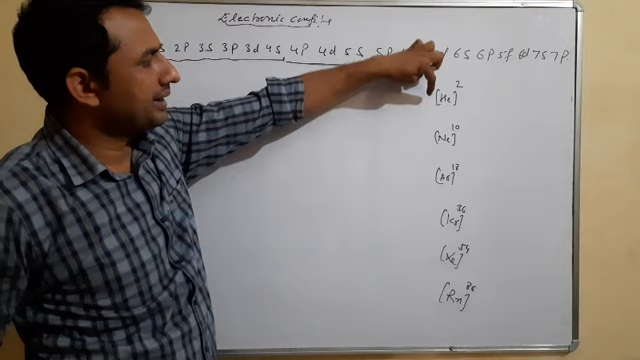 Electronic config:
2P 3S 3P 3d 4S 4P 4d 5S 5P 6S 6P 5f 6d 7S 7P
[He]2
[Ne]10
[Ar]18
[Kr]36
[Xe]54
[Rn]86